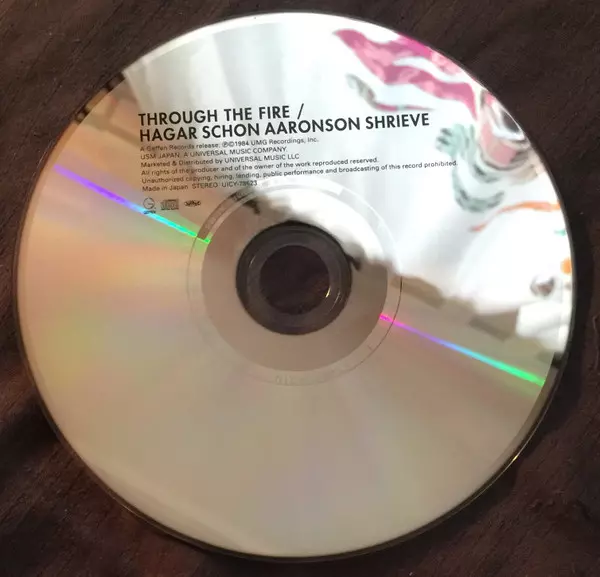 THROUGH THE FIRE /
HAGAR SCHON AARONSON SHRIEVE
A Geffen Records release; ℗©1984 UMG Recordings, Inc.
USM JAPAN, A UNIVERSAL MUSIC COMPANY.
Marketed & Distributed by UNIVERSAL MUSIC LLC
All rights of the producer and of the owner of the work reproduced reserved.
Unauthorized copying, hiring, lending, public performance and broadcasting of this record prohibited.
Made in Japan STEREO UICY-78623